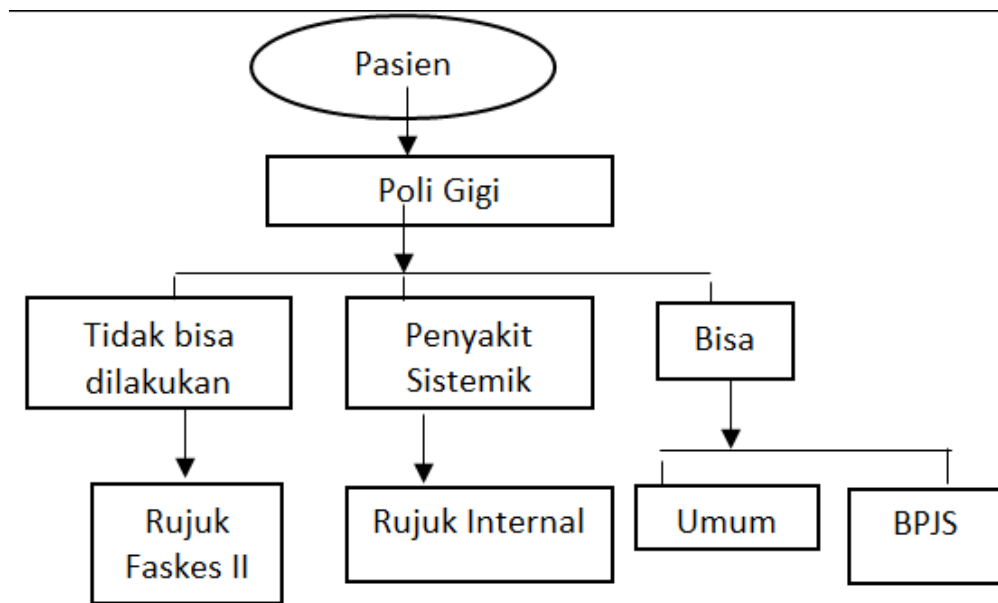 Pasien
Poli Gigi
Tidak bisa
dilakukan
Penyakit
Sistemik
Bisa
Rujuk
Faskes II
Rujuk Internal
Umum
BPJS